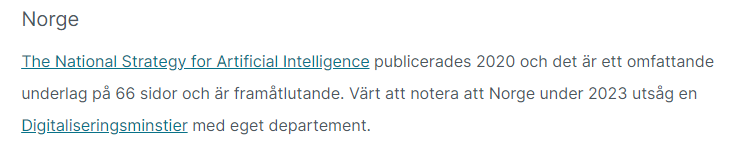 Norge
The National Strategy for Artificial Intelligence publicerades 2020 och det är ett omfattande
underlag på 66 sidor och är framåtlutande. Värt att notera att Norge under 2023 utsåg en
Digitaliseringsminstier med eget departement.